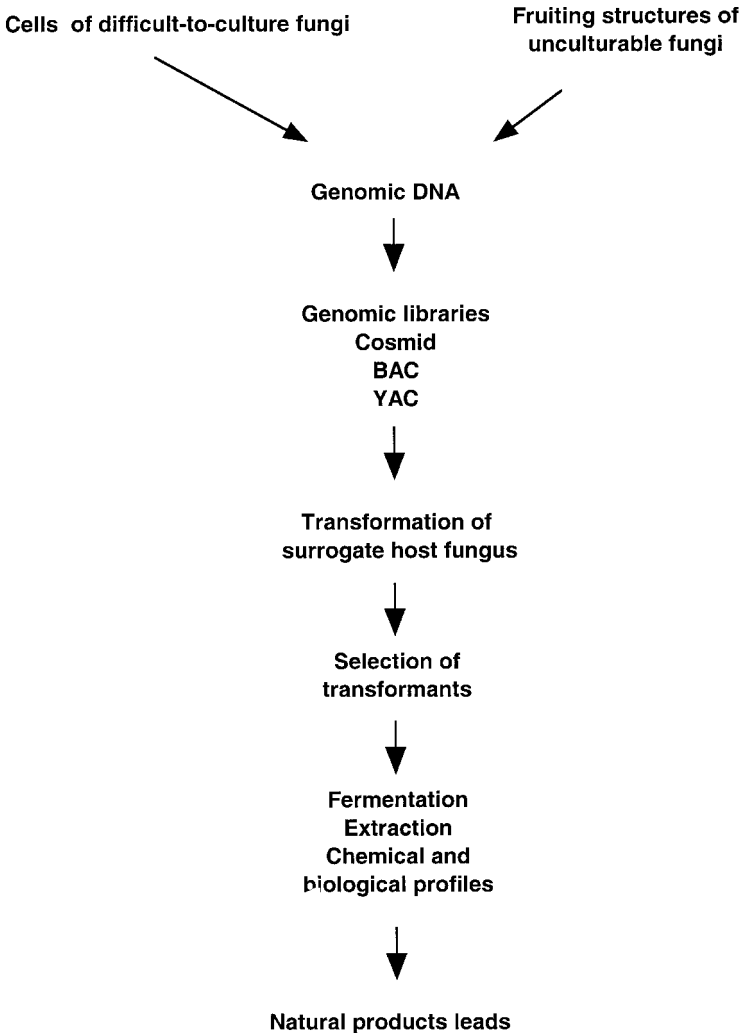 Cells of difficult-to-culture fungi
Fruiting structures of
unculturable fungi
Genomic DNA
Genomic libraries
Cosmid
BAC
YAC
Transformation of
surrogate host fungus
Selection of
transformants
Fermentation
Extraction
Chemical and
biological profiles
Natural products leads